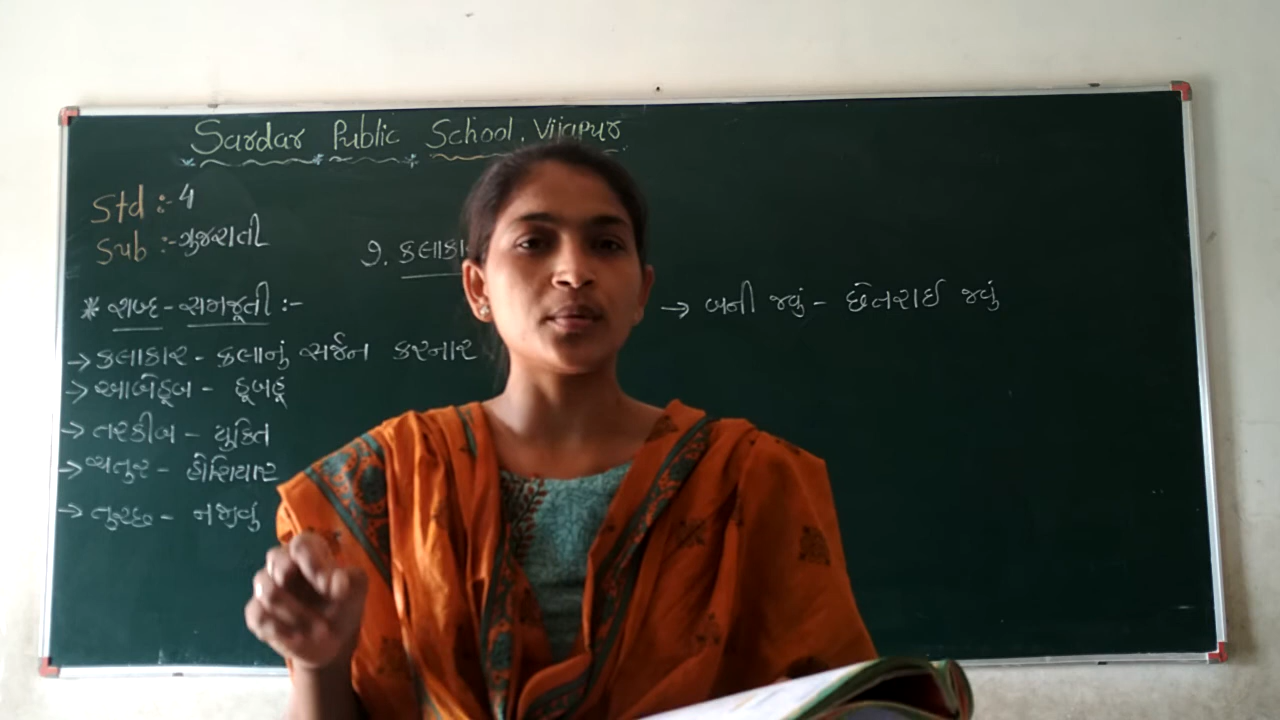 Sardar Public School, Vijapur
Std :- 4
Sub :- ગુજરાતી
૭.
* શબ્દ - સમજૂતી :-
→ કલાકાર - કલાનું સર્જન કરનાર
→ આબેહૂબ - હૂબહૂ
→ તરકીબ - યુકિત
→ ચતુર - હોશિયાર
→ તુચ્છ - નજીવું
→ બની જવું - છેતરાઈ જવું